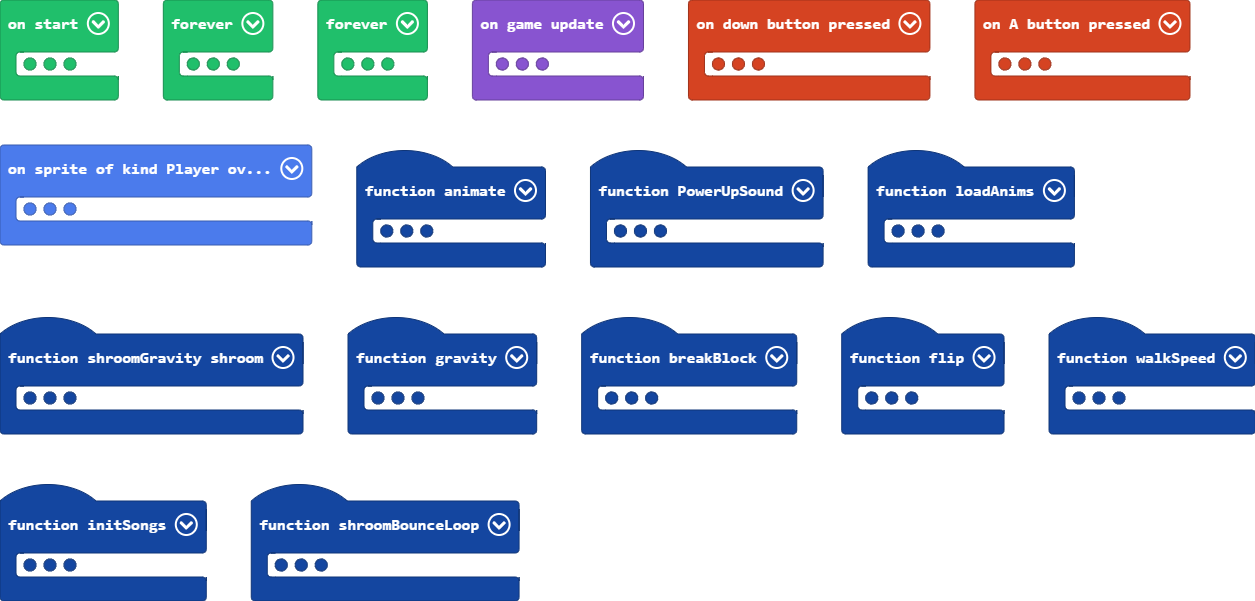 on start
forever
forever
on game update
on down button pressed
on A button pressed
on sprite of kind Player ov...
function animate
function PowerUpSound
function loadAnims
function shroomGravity shroom
function gravity
function breakBlock
function flip
function walkSpeed
function initSongs
function shroomBounceLoop